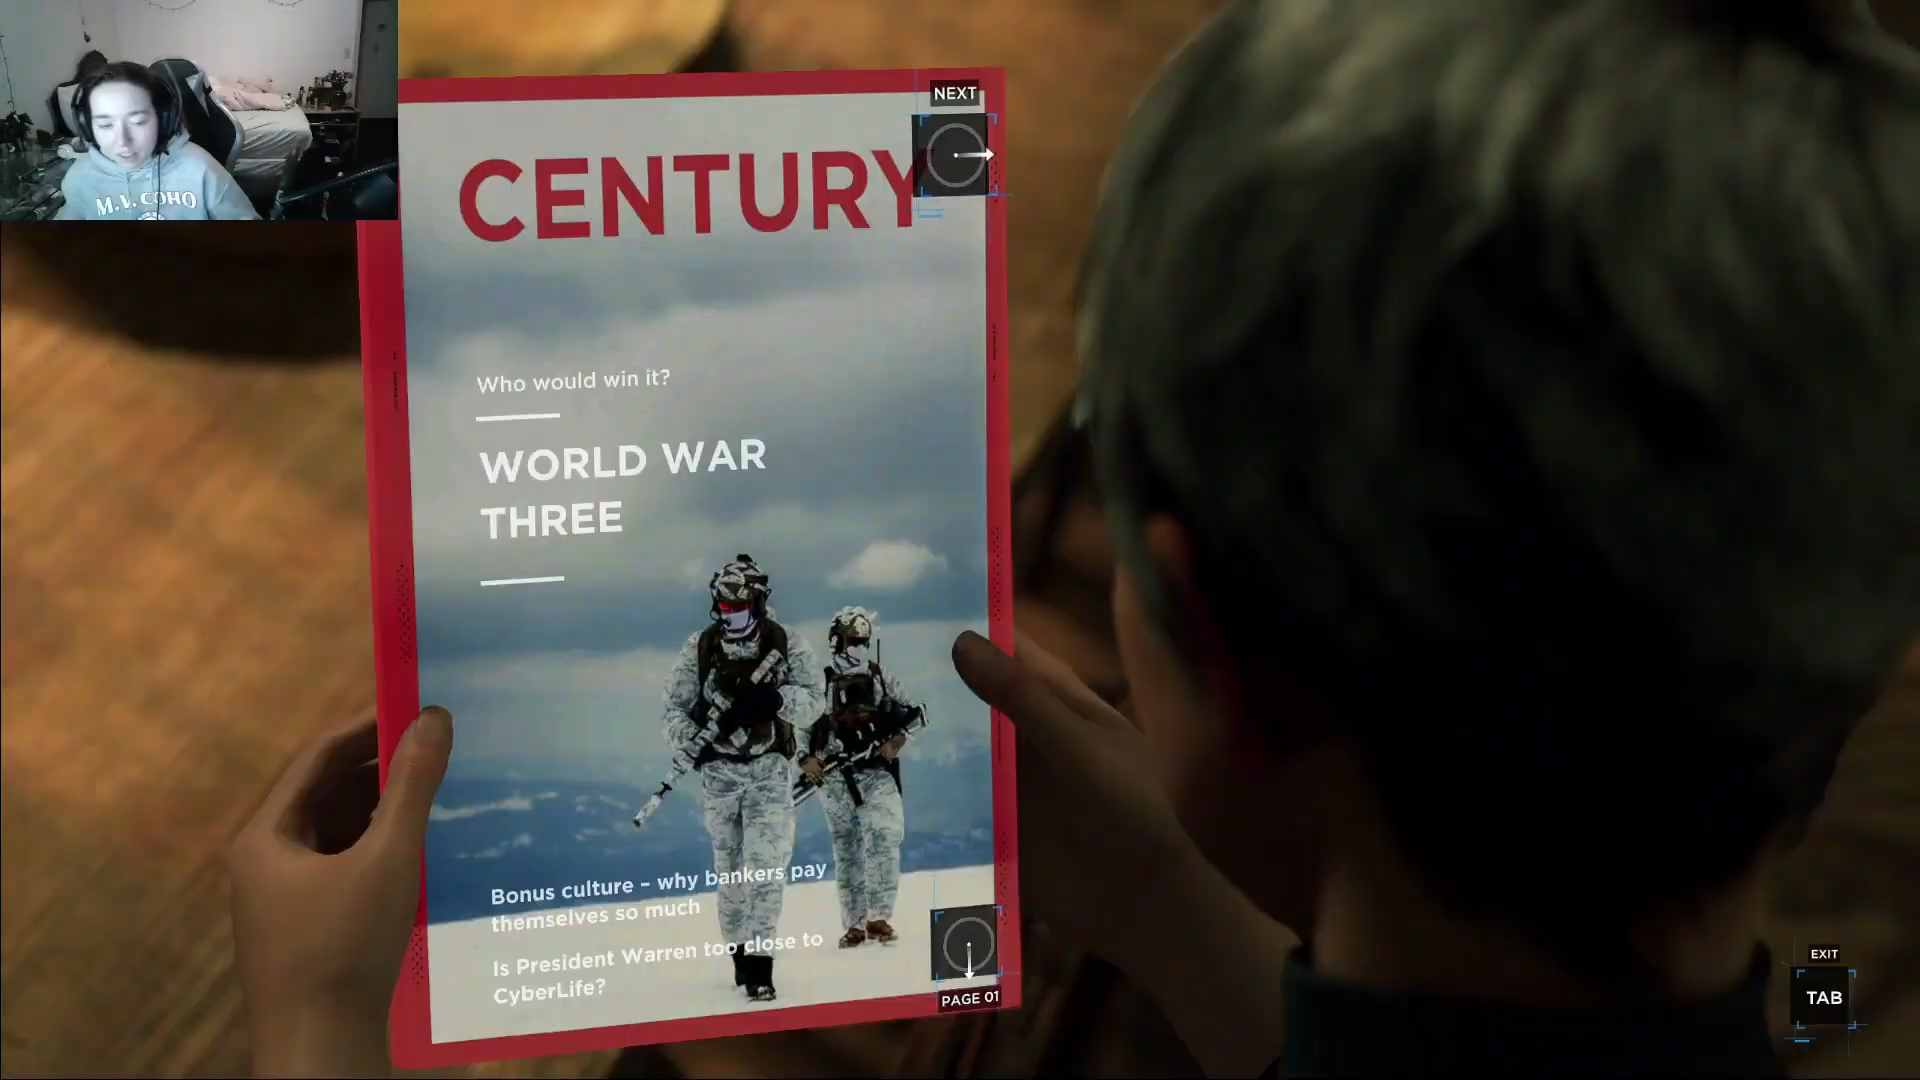 M.V. COHO
NEXT
CENTURY
Who would win it?
WORLD WAR
THREE
Bonus culture – why bankers pay
themselves so much
Is President Warren too close to
CyberLife?
PAGE 01
EXIT
TAB